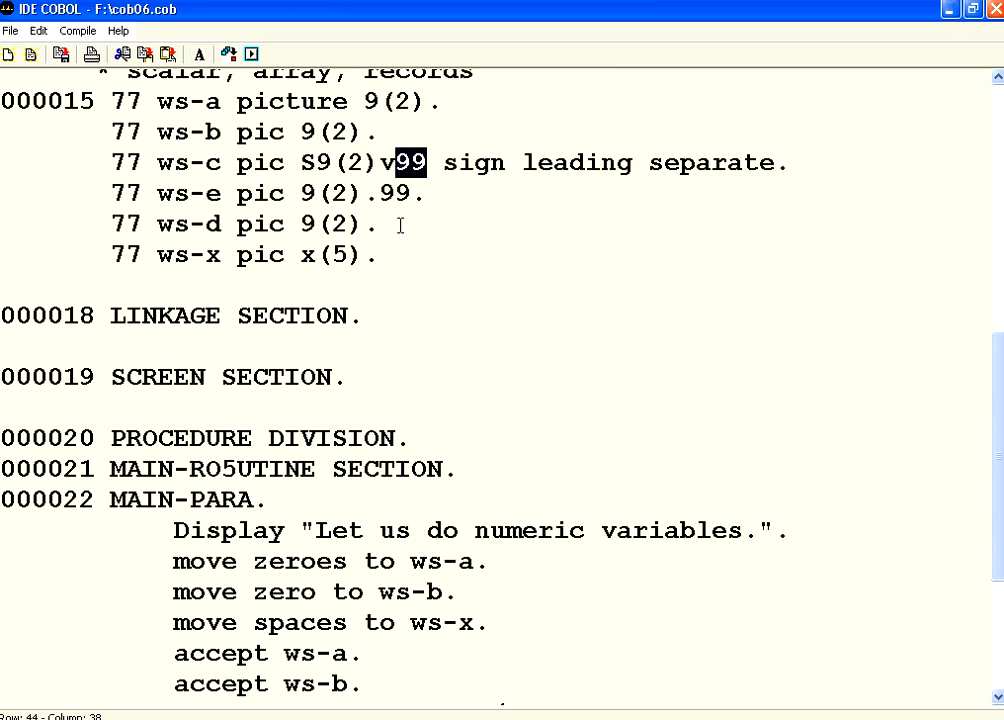 IDE COBOL - F:\cob06.cob
File Edit Compile Help
* scalar, array, records
000015 77 ws-a picture 9(2).
77 ws-b pic 9(2).
77 ws-c pic S9(2)v99 sign leading separate.
77 ws-e pic 9(2).99.
77 ws-d pic 9(2).
77 ws-x pic x(5).
000018 LINKAGE SECTION.
000019 SCREEN SECTION.
000020 PROCEDURE DIVISION.
000021 MAIN-RO5UTINE SECTION.
000022 MAIN-PARA.
Display "Let us do numeric variables.".
move zeroes to ws-a.
move zero to ws-b.
move spaces to ws-x.
accept ws-a.
accept ws-b.
Row: 44 - Column: 38